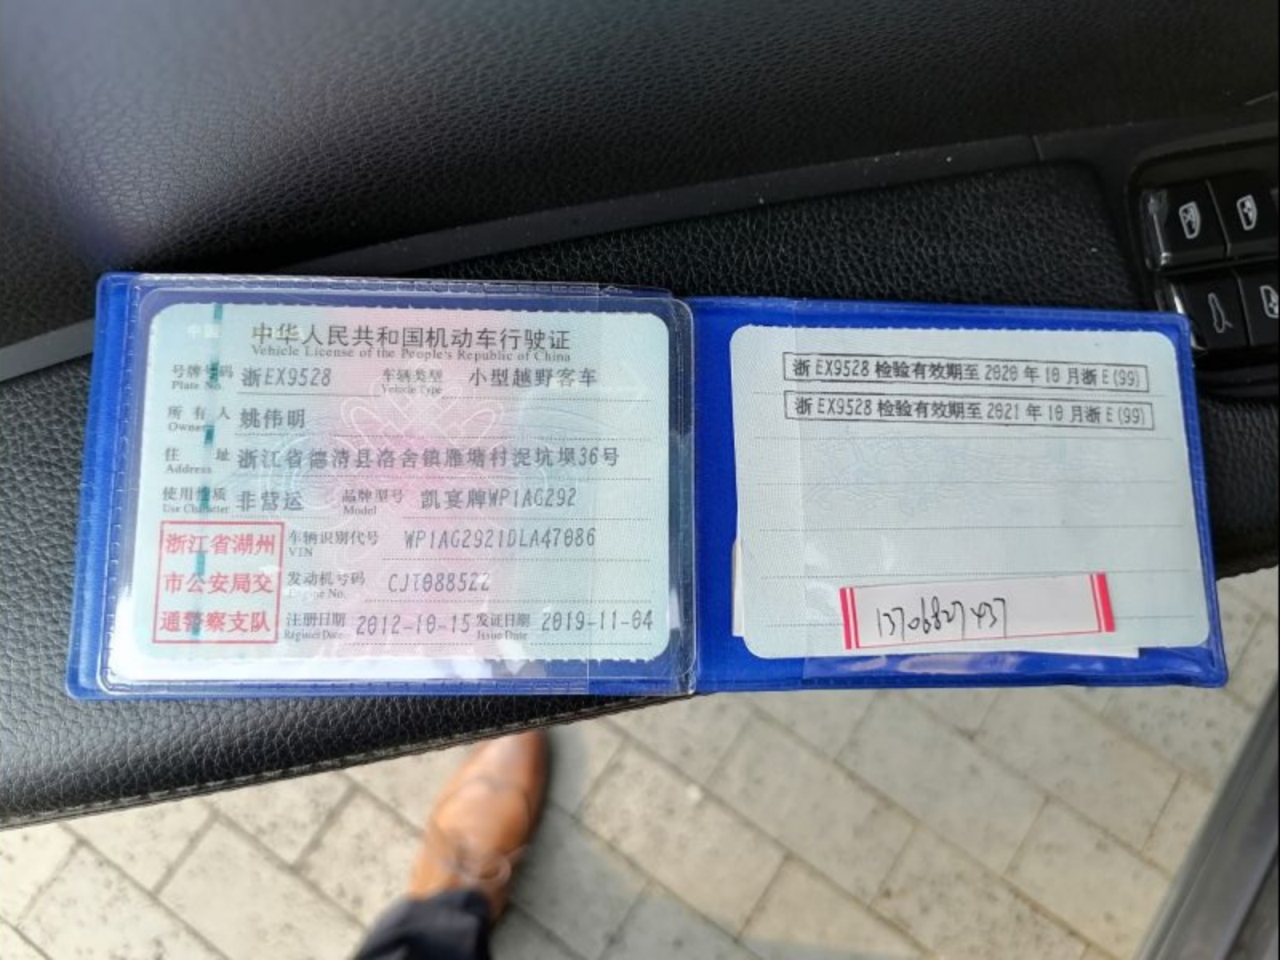 中华人民共和国机动车行驶证
Vehicle License of the People's Republic of China
号牌号码 浙EX9528 车辆类型 小型越野客车
Plate No. Vehicle Type
所有人 姚伟明
Owner
住址 浙江省德清县洛舍镇雁塘村泥坑坝36号
Address
使用性质 非营运 品牌型号 凯宴牌WP1AG292
Use Character Model
浙江省湖州
市公安局交
通警察支队
车辆识别代号 WP1AG2921DLA47086
VIN
发动机号码 CJT088522
Engine No.
注册日期 2012-10-15 发证日期 2019-11-04
Register Date Issue Date
浙EX9528检验有效期至2020年10月浙E(99)
浙EX9528检验有效期至2021年10月浙E(99)